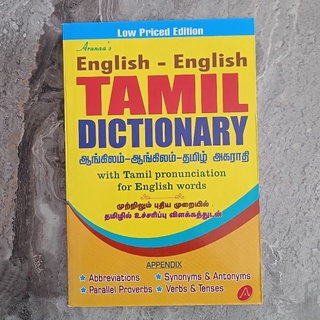 Low Priced Edition
Arunaa's
English - English
TAMIL
DICTIONARY
ஆங்கிலம்-ஆங்கிலம்-தமிழ் அகராதி
with Tamil pronunciation
for English words
முற்றிலும் புதிய முறையில்
தமிழில் உச்சரிப்பு விளக்கத்துடன்
APPENDIX
★ Abbreviations ★ Synonyms & Antonyms
★ Parallel Proverbs ★ Verbs & Tenses
A